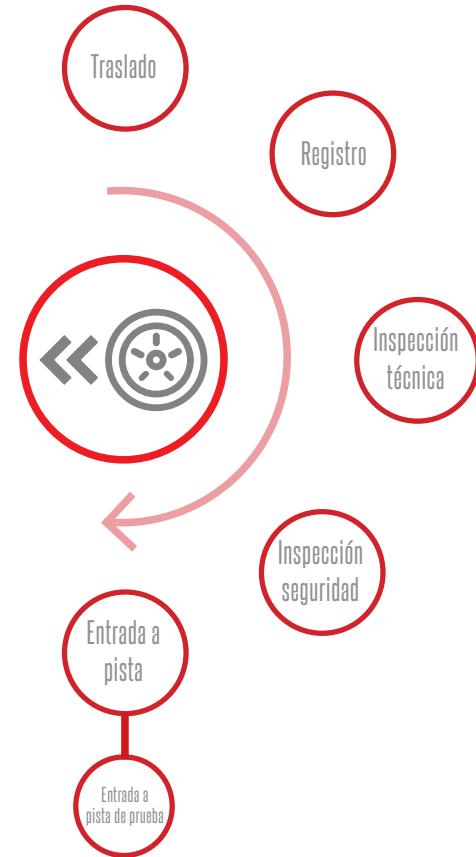 Traslado
Registro
Inspección
técnica
Inspección
seguridad
Entrada a
pista
Entrada a
pista de prueba